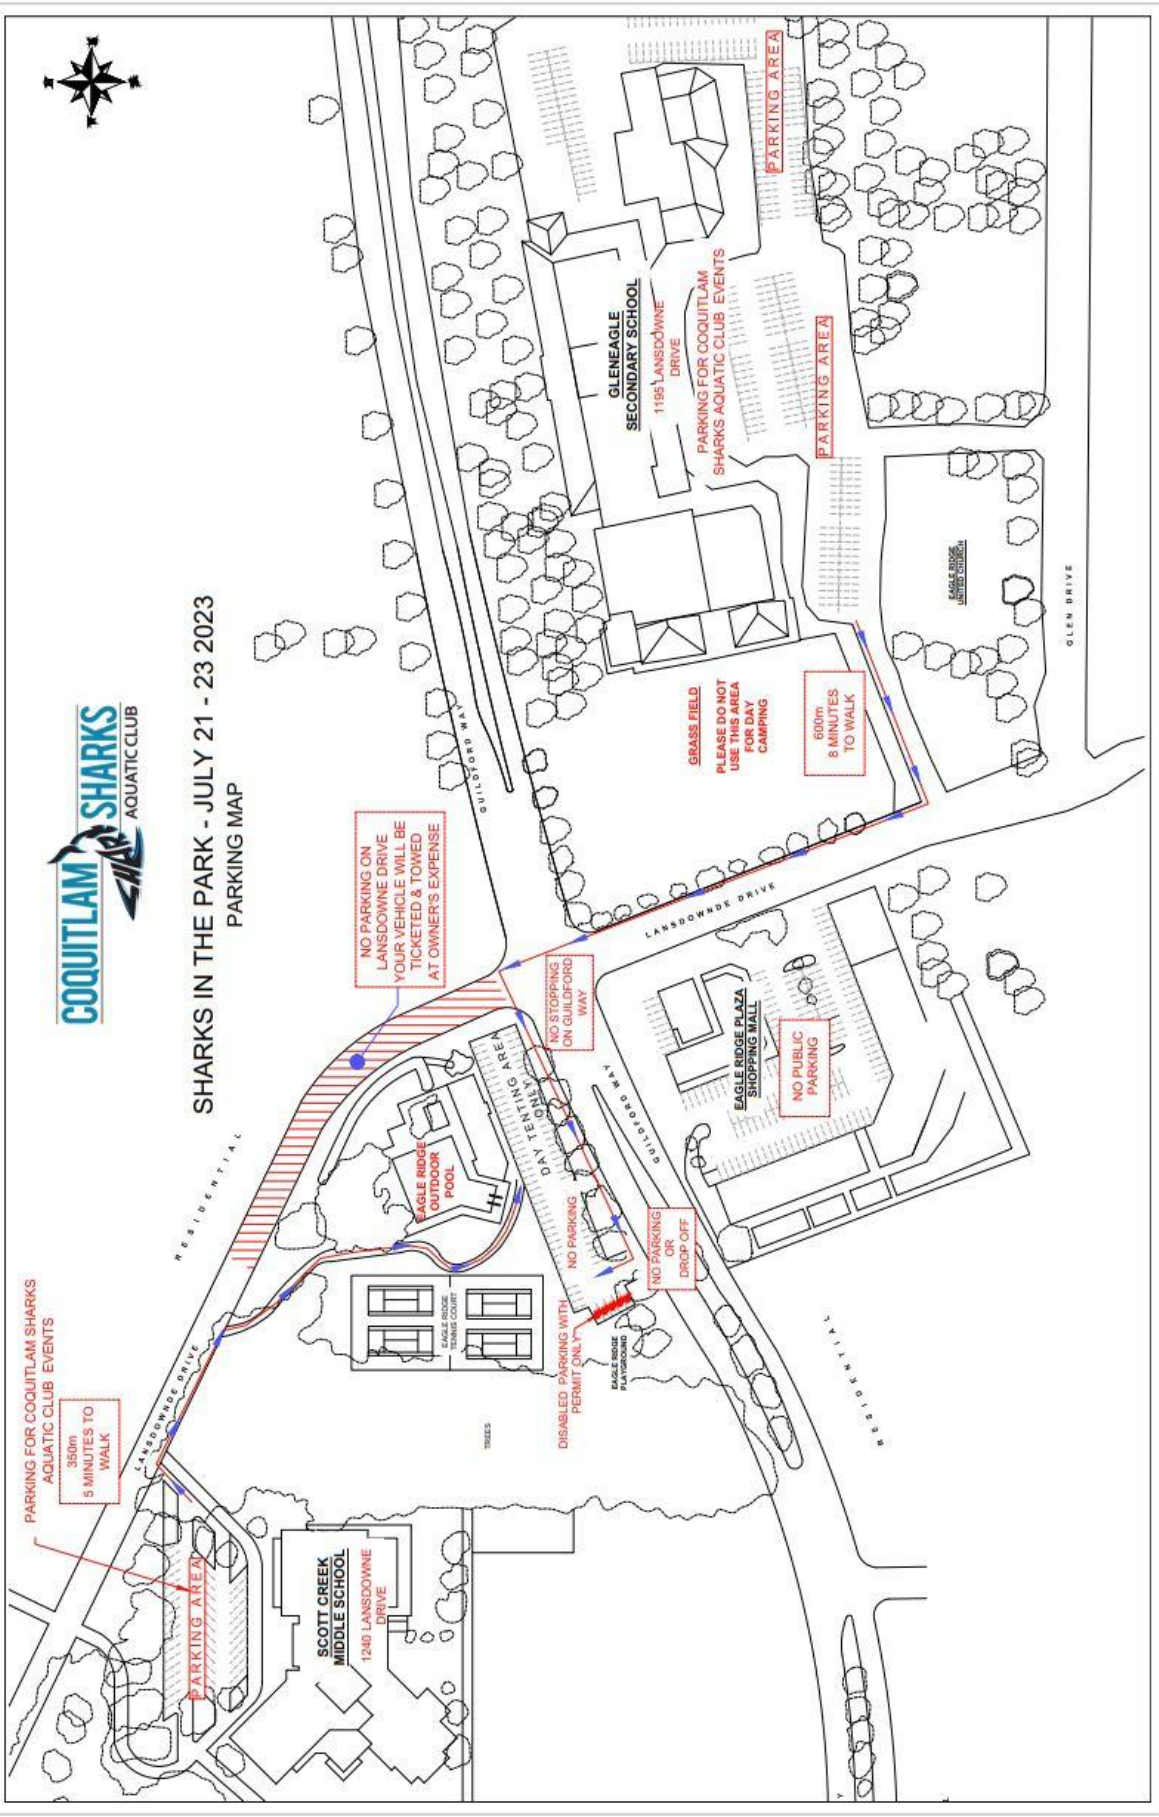 COQUITLAM SHARKS
AQUATIC CLUB
SHARKS IN THE PARK - JULY 21 - 23 2023
PARKING MAP
PARKING FOR COQUITLAM SHARKS
AQUATIC CLUB EVENTS
350m
5 MINUTES TO
WALK
PARKING AREA
SCOTT CREEK
MIDDLE SCHOOL
1240 LANSDOWNE
DRIVE
LANSDOWNDE DRIVE
RESIDENTIAL
NO PARKING ON
LANSDOWNE DRIVE
YOUR VEHICLE WILL BE
TICKETED & TOWED
AT OWNER'S EXPENSE
EAGLE RIDGE
OUTDOOR
POOL
EAGLE RIDGE
TENNIS COURT
TREES
DISABLED PARKING WITH
PERMIT ONLY
EAGLE RIDGE
PLAYGROUND
NO PARKING
DAY TENTING AREA
ONLY
NO PARKING
OR
DROP OFF
NO STOPPING
ON GUILDFORD
WAY
GUILDFORD WAY
RESIDENTIAL
EAGLE RIDGE PLAZA
SHOPPING MALL
NO PUBLIC
PARKING
LANSDOWNDE DRIVE
GUILDFORD WAY
GRASS FIELD
PLEASE DO NOT
USE THIS AREA
FOR DAY
CAMPING
600m
8 MINUTES
TO WALK
GLENEAGLE
SECONDARY SCHOOL
1195 LANSDOWNE
DRIVE
PARKING FOR COQUITLAM
SHARKS AQUATIC CLUB EVENTS
PARKING AREA
PARKING AREA
EAGLE RIDGE
UNITED CHURCH
GLEN DRIVE